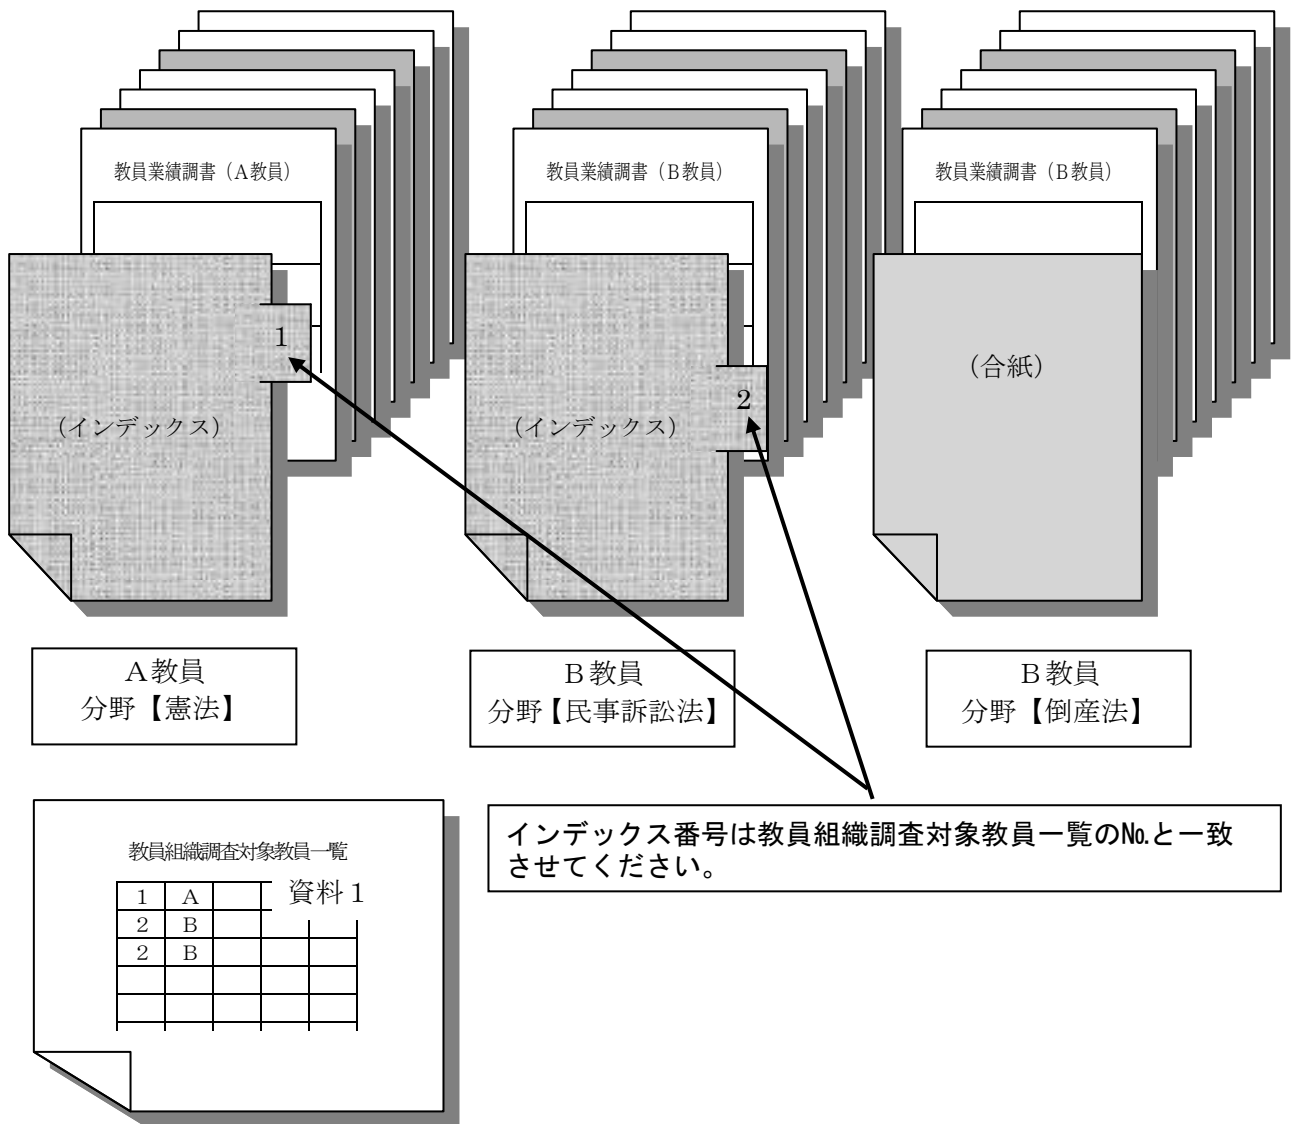 教員業績調書（Ａ教員）
教員業績調書（Ｂ教員）
教員業績調書（Ｂ教員）
1
（インデックス）
2
（インデックス）
（合紙）
Ａ教員
分野【憲法】
Ｂ教員
分野【民事訴訟法】
Ｂ教員
分野【倒産法】
インデックス番号は教員組織調査対象教員一覧の№と一致
させてください。
教員組織調査対象教員一覧
資料１
1 A
2 B
2 B